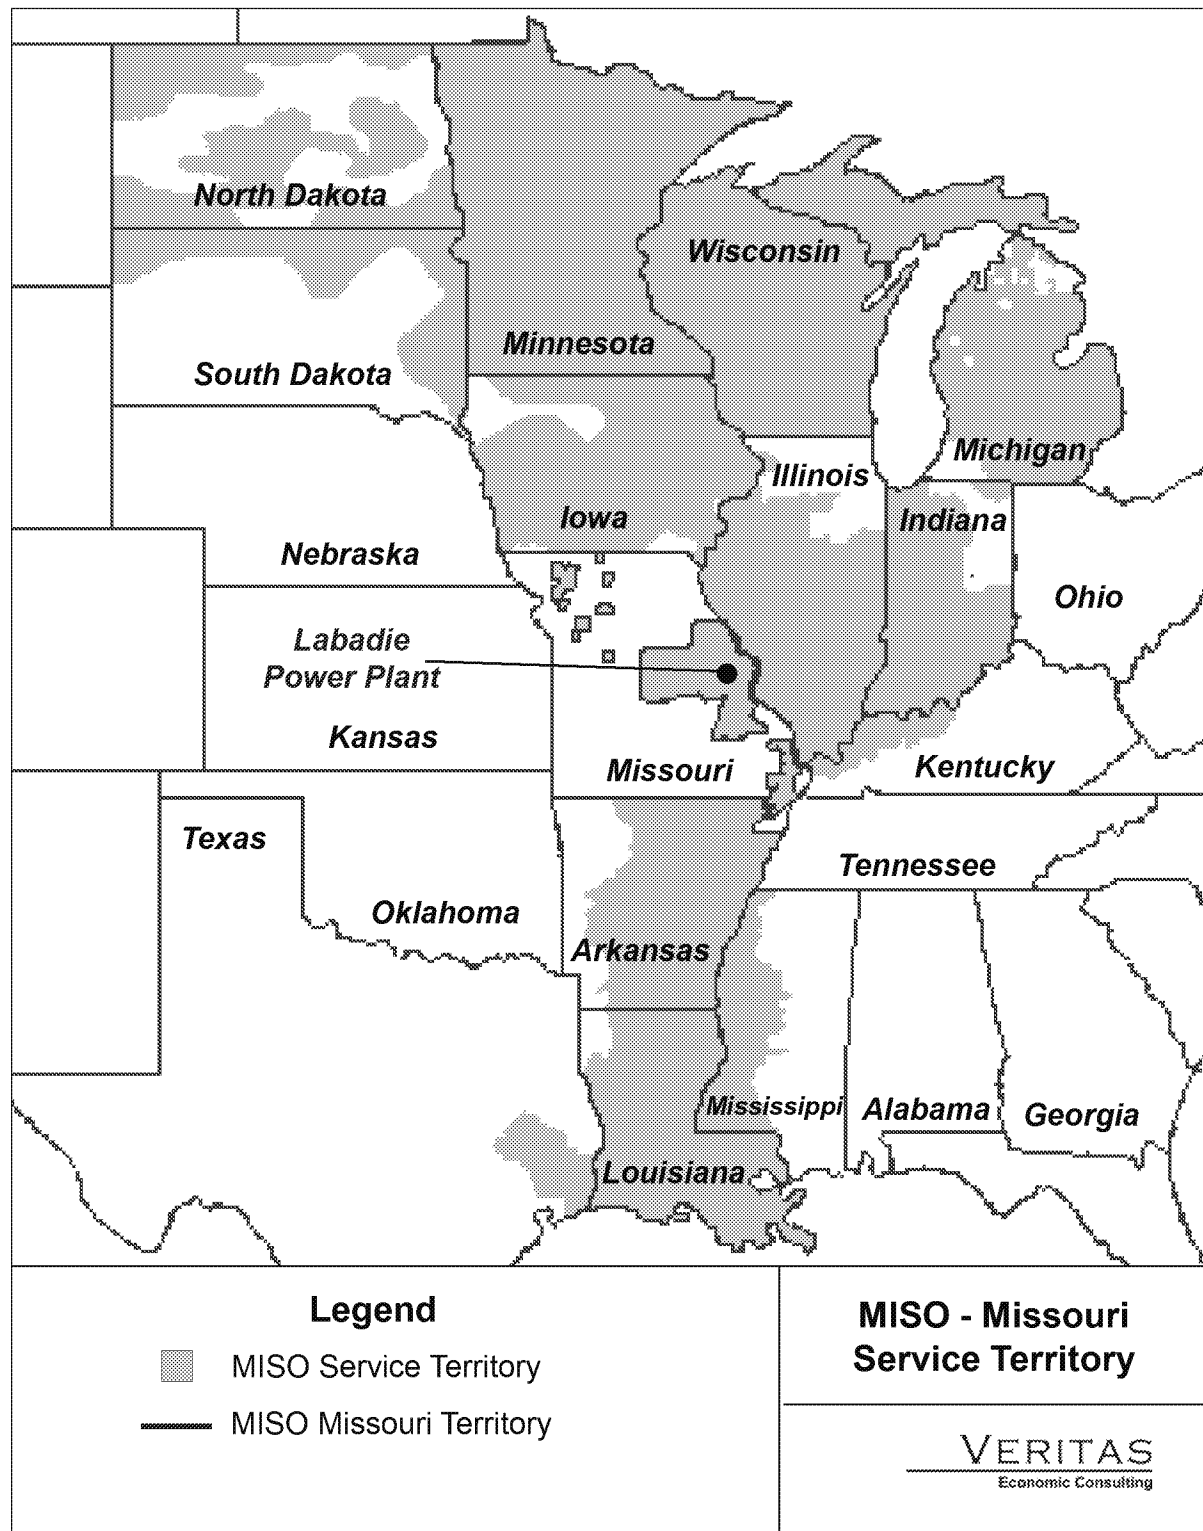 North Dakota
Wisconsin
Minnesota
South Dakota
Michigan
Illinois
Iowa
Indiana
Nebraska
Ohio
Labadie
Power Plant
Kansas
Missouri
Kentucky
Texas
Tennessee
Oklahoma
Arkansas
Mississippi
Alabama
Georgia
Louisiana
Legend
MISO Service Territory
MISO Missouri Territory
MISO - Missouri
Service Territory
VERITAS
Economic Consulting